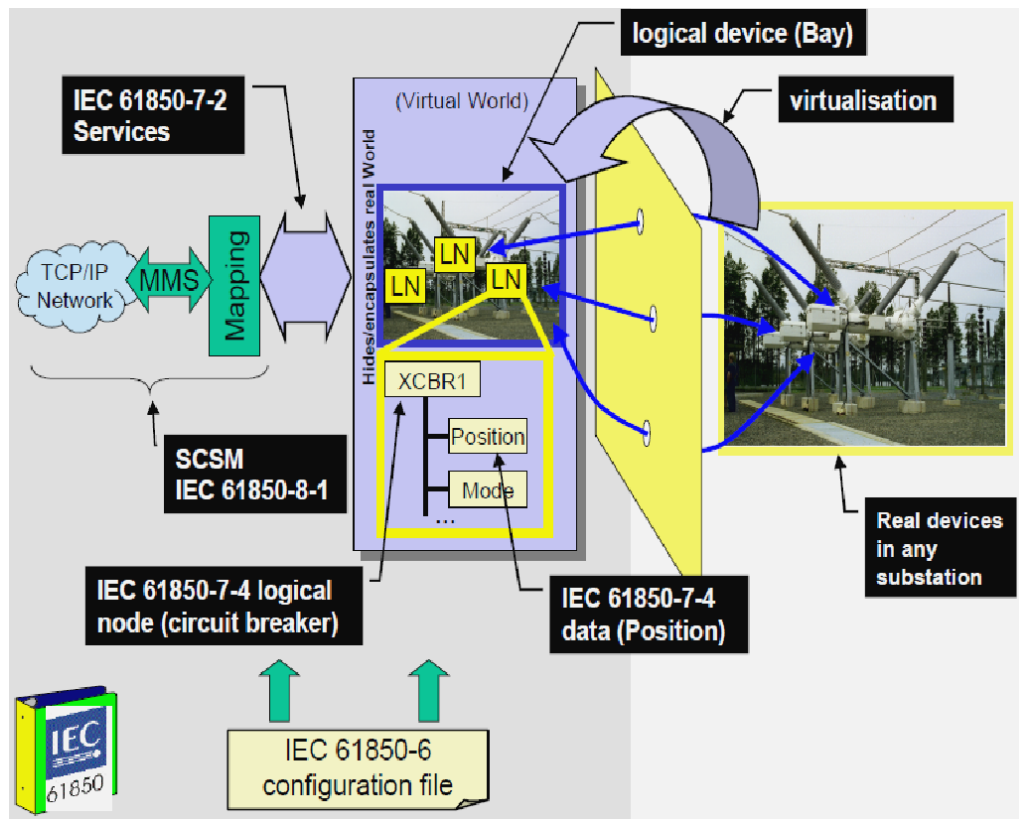 logical device (Bay)
IEC 61850-7-2
Services
(Virtual World)
virtualisation
Hides/encapsulates real World
TCP/IP
Network
MMS
Mapping
LN
LN
LN
XCBR1
Position
Mode
...
SCSM
IEC 61850-8-1
Real devices
in any
substation
IEC 61850-7-4 logical
node (circuit breaker)
IEC 61850-7-4
data (Position)
IEC
61850
IEC 61850-6
configuration file